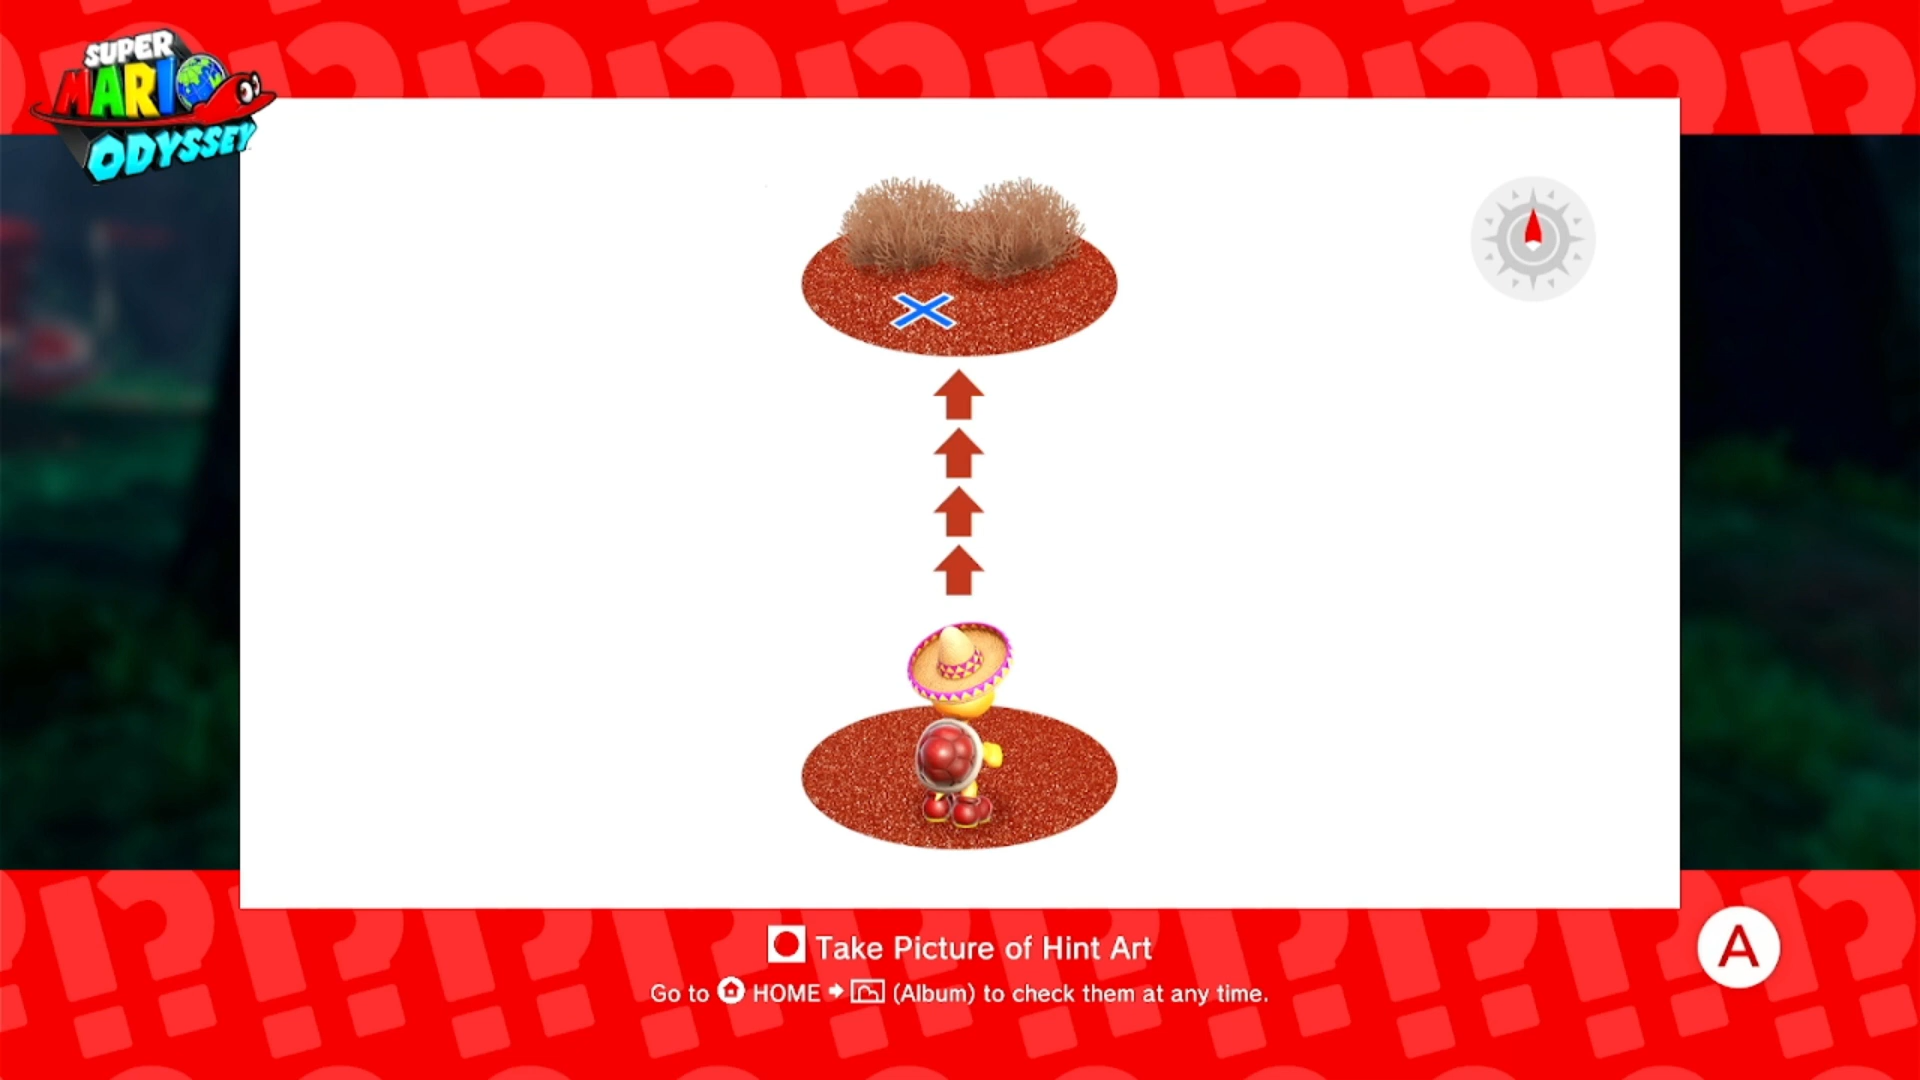 SUPER
MARIO
ODYSSEY
Take Picture of Hint Art
Go to HOME (Album) to check them at any time.
A